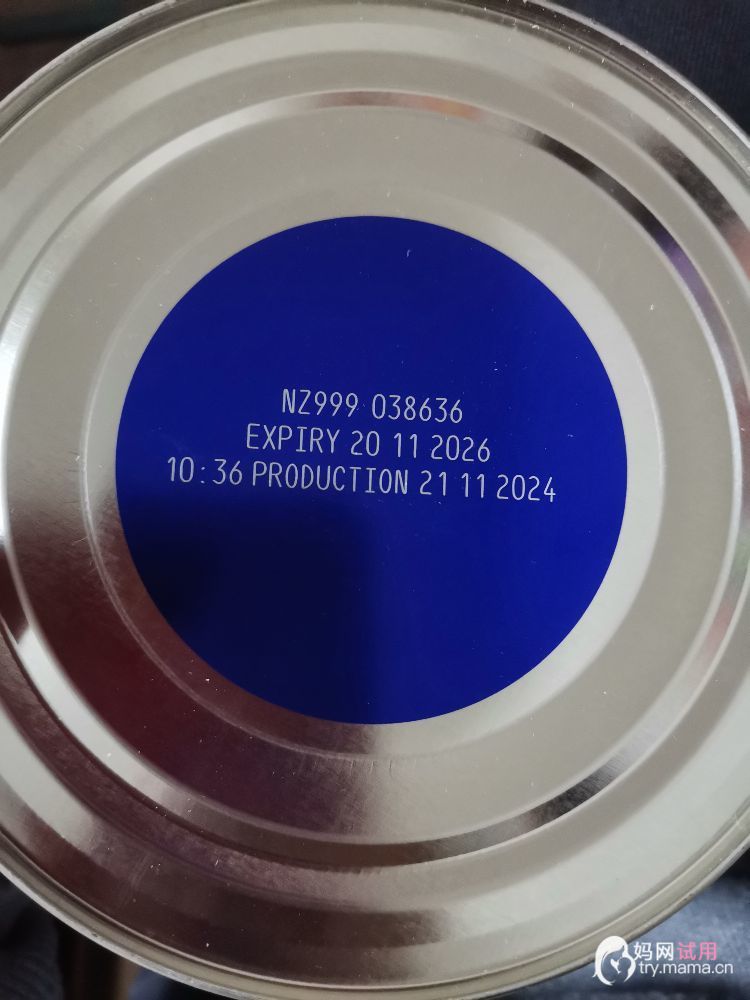 NZ999 038636
EXPIRY 20 11 2026
10:36 PRODUCTION 21 11 2024
妈网试用
try.mama.cn